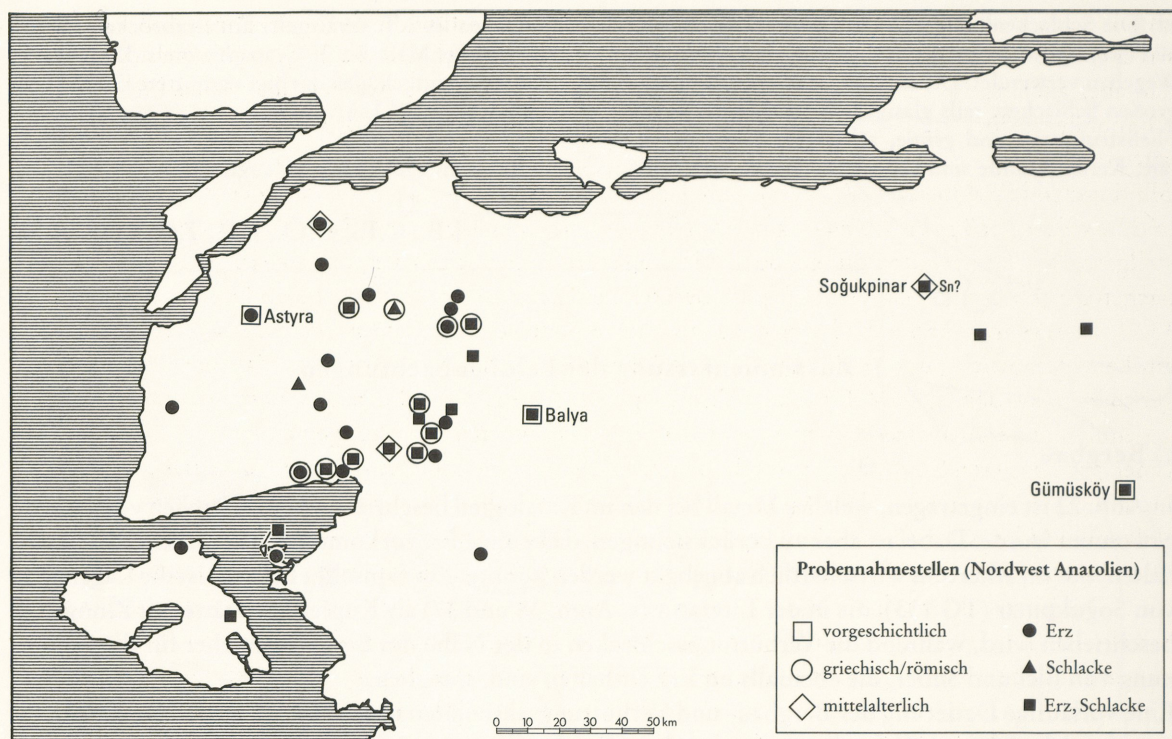 Soğukpinar
Sn?
Astyra
Balya
Gümüsköy
Probennahmestellen (Nordwest Anatolien)
vorgeschichtlich
Erz
griechisch/römisch
Schlacke
mittelalterlich
Erz, Schlacke
0 10 20 30 40 50 km